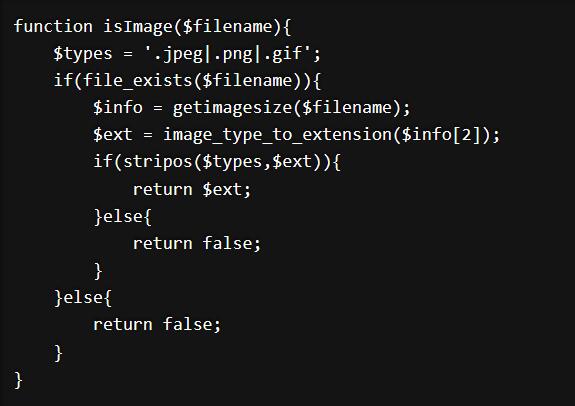 function isImage($filename){
    $types = '.jpeg|.png|.gif';
    if(file_exists($filename)){
        $info = getimagesize($filename);
        $ext = image_type_to_extension($info[2]);
        if(stripos($types,$ext)){
            return $ext;
        }else{
            return false;
        }
    }else{
        return false;
    }
}